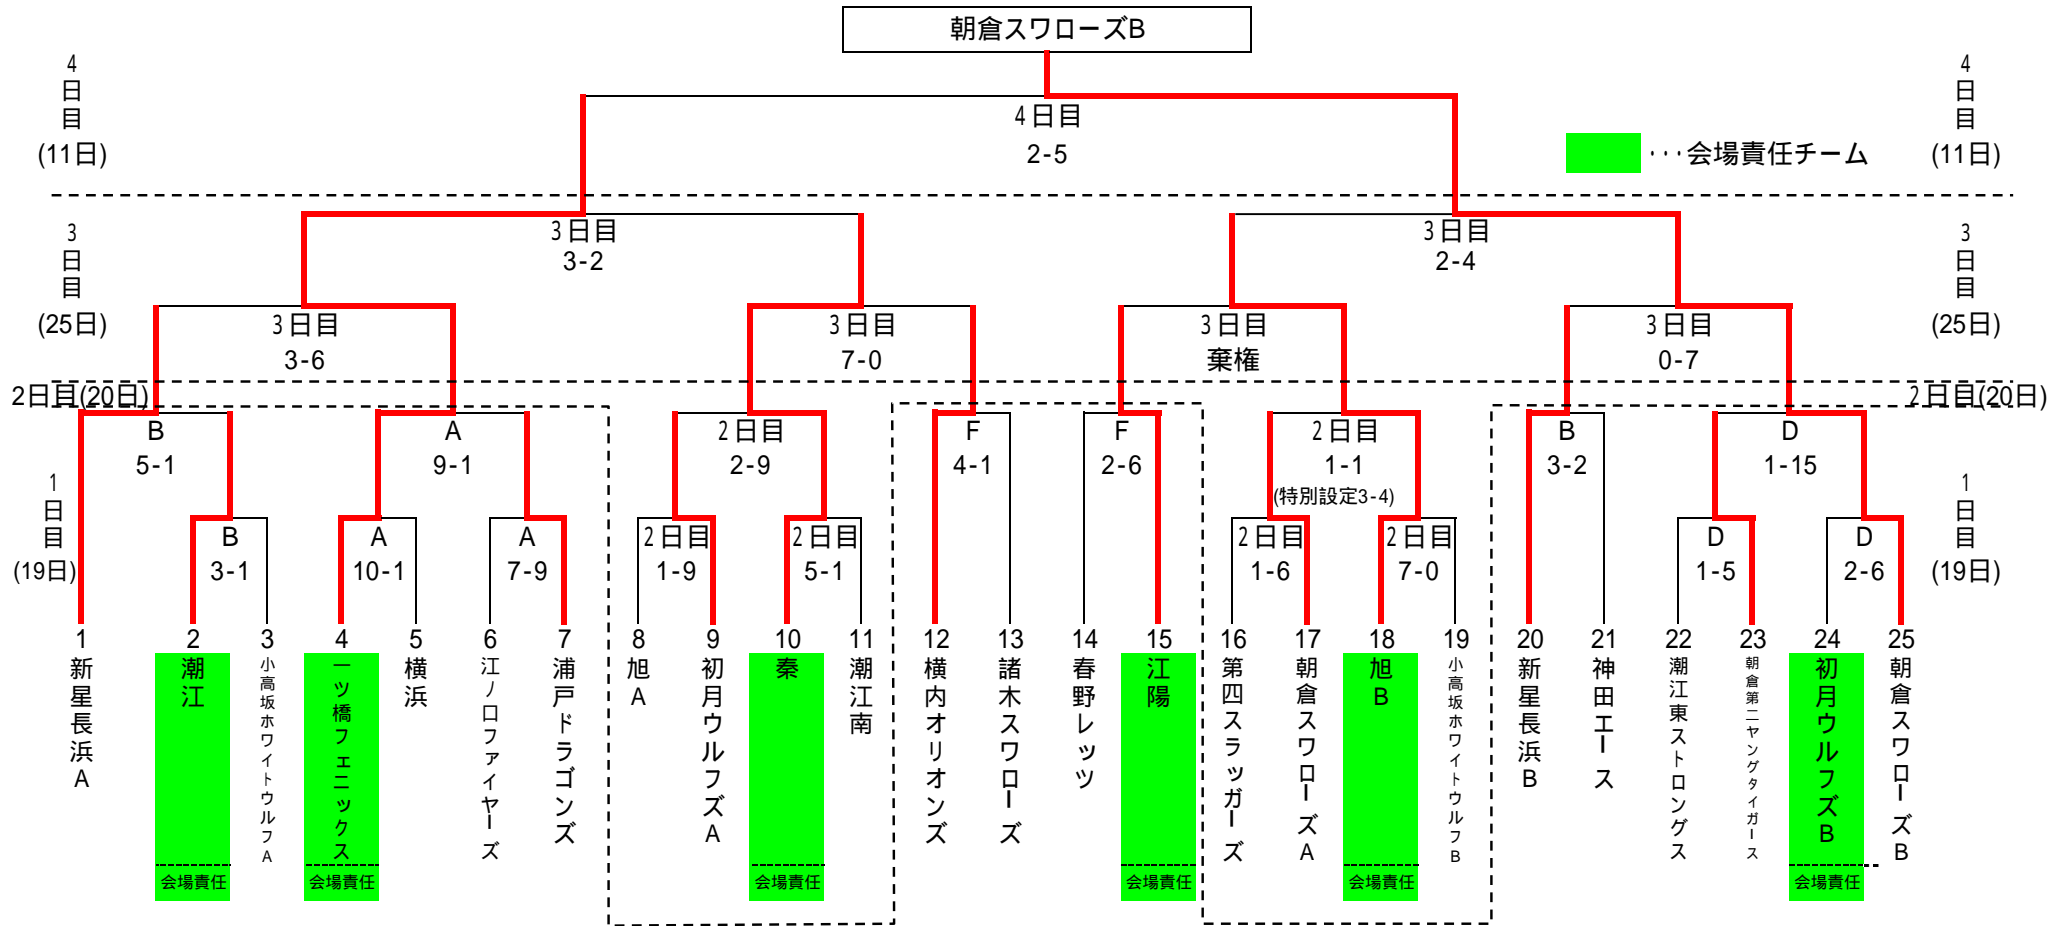 朝倉スワローズB
4日目
(11日)
4日目
(11日)
4日目
2-5
･･･会場責任チーム
3日目
(25日)
3日目
(25日)
3日目
3-2
3日目
2-4
3日目
3-6
3日目
7-0
3日目
棄権
3日目
0-7
2日目(20日)
2日目(20日)
B
5-1
A
9-1
2日目
2-9
F
4-1
F
2-6
2日目
1-1
(特別設定3-4)
B
3-2
D
1-15
1日目
(19日)
1日目
(19日)
B
3-1
A
10-1
A
7-9
2日目
1-9
2日目
5-1
2日目
1-6
2日目
7-0
D
1-5
D
2-6
1
新星長浜A
2
潮江
会場責任
3
小高坂ホワイトウルフA
4
一ツ橋フェニックス
会場責任
5
横浜
6
江ノ口ファイヤーズ
7
浦戸ドラゴンズ
8
旭A
9
初月ウルフズA
10
秦
会場責任
11
潮江南
12
横内オリオンズ
13
諸木スワローズ
14
春野レッツ
15
江陽
会場責任
16
第四スラッガーズ
17
朝倉スワローズA
18
旭B
会場責任
19
小高坂ホワイトウルフB
20
新星長浜B
21
神田エース
22
潮江東ストロングス
23
朝倉第二ヤングタイガース
24
初月ウルフズB
会場責任
25
朝倉スワローズB